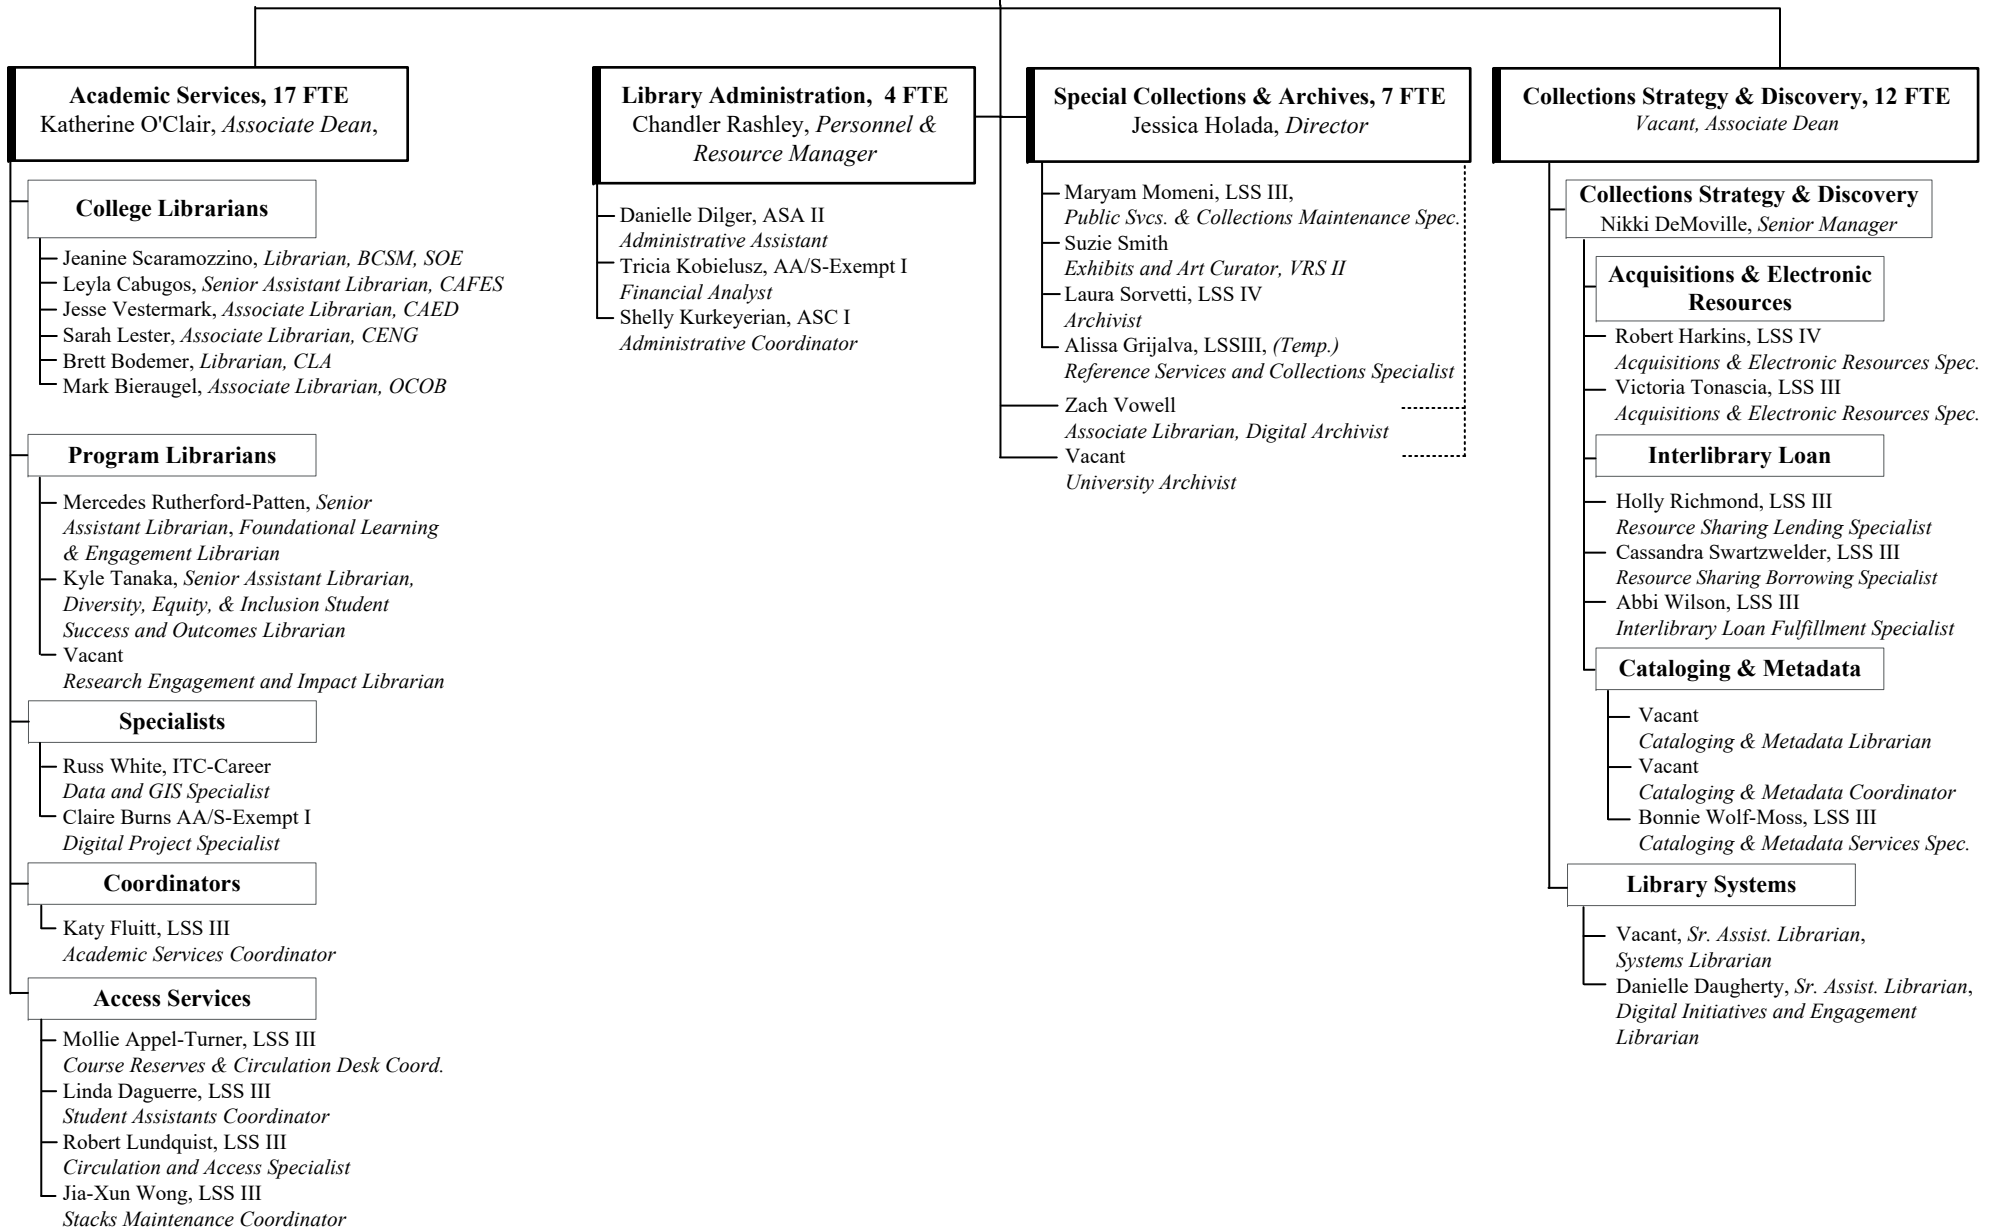 Academic Services, 17 FTE
Katherine O'Clair, Associate Dean,
College Librarians
Jeanine Scaramozzino, Librarian, BCSM, SOE
Leyla Cabugos, Senior Assistant Librarian, CAFES
Jesse Vestermark, Associate Librarian, CAED
Sarah Lester, Associate Librarian, CENG
Brett Bodemer, Librarian, CLA
Mark Bieraugel, Associate Librarian, OCOB
Program Librarians
Mercedes Rutherford-Patten, Senior
Assistant Librarian, Foundational Learning
& Engagement Librarian
Kyle Tanaka, Senior Assistant Librarian,
Diversity, Equity, & Inclusion Student
Success and Outcomes Librarian
Vacant
Research Engagement and Impact Librarian
Specialists
Russ White, ITC-Career
Data and GIS Specialist
Claire Burns AA/S-Exempt I
Digital Project Specialist
Coordinators
Katy Fluitt, LSS III
Academic Services Coordinator
Access Services
Mollie Appel-Turner, LSS III
Course Reserves & Circulation Desk Coord.
Linda Daguerre, LSS III
Student Assistants Coordinator
Robert Lundquist, LSS III
Circulation and Access Specialist
Jia-Xun Wong, LSS III
Stacks Maintenance Coordinator
Library Administration, 4 FTE
Chandler Rashley, Personnel &
Resource Manager
Danielle Dilger, ASA II
Administrative Assistant
Tricia Kobielusz, AA/S-Exempt I
Financial Analyst
Shelly Kurkeyerian, ASC I
Administrative Coordinator
Special Collections & Archives, 7 FTE
Jessica Holada, Director
Maryam Momeni, LSS III,
Public Svcs. & Collections Maintenance Spec.
Suzie Smith
Exhibits and Art Curator, VRS II
Laura Sorvetti, LSS IV
Archivist
Alissa Grijalva, LSSIII, (Temp.)
Reference Services and Collections Specialist
Zach Vowell
Associate Librarian, Digital Archivist
Vacant
University Archivist
Collections Strategy & Discovery, 12 FTE
Vacant, Associate Dean
Collections Strategy & Discovery
Nikki DeMoville, Senior Manager
Acquisitions & Electronic
Resources
Robert Harkins, LSS IV
Acquisitions & Electronic Resources Spec.
Victoria Tonascia, LSS III
Acquisitions & Electronic Resources Spec.
Interlibrary Loan
Holly Richmond, LSS III
Resource Sharing Lending Specialist
Cassandra Swartzwelder, LSS III
Resource Sharing Borrowing Specialist
Abbi Wilson, LSS III
Interlibrary Loan Fulfillment Specialist
Cataloging & Metadata
Vacant
Cataloging & Metadata Librarian
Vacant
Cataloging & Metadata Coordinator
Bonnie Wolf-Moss, LSS III
Cataloging & Metadata Services Spec.
Library Systems
Vacant, Sr. Assist. Librarian,
Systems Librarian
Danielle Daugherty, Sr. Assist. Librarian,
Digital Initiatives and Engagement
Librarian